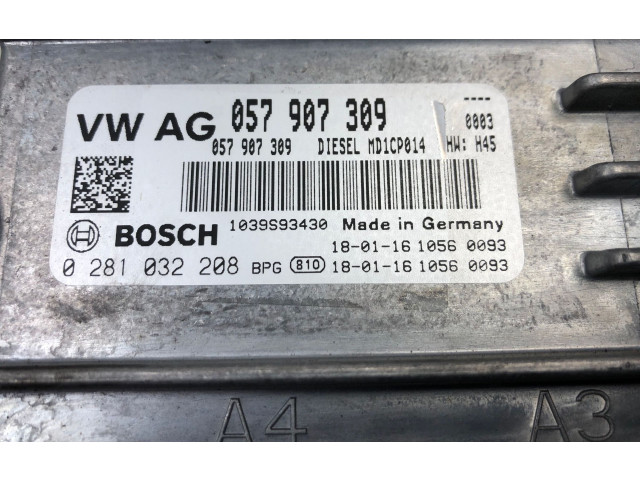 VW AG 057 907 309 ----
0003
057 907 309 DIESEL MD1CP014 HW: H45
BOSCH 1039S93430 Made in Germany
18-01-16 1056 0093
0 281 032 208 BPG 810 18-01-16 1056 0093
A4 A3